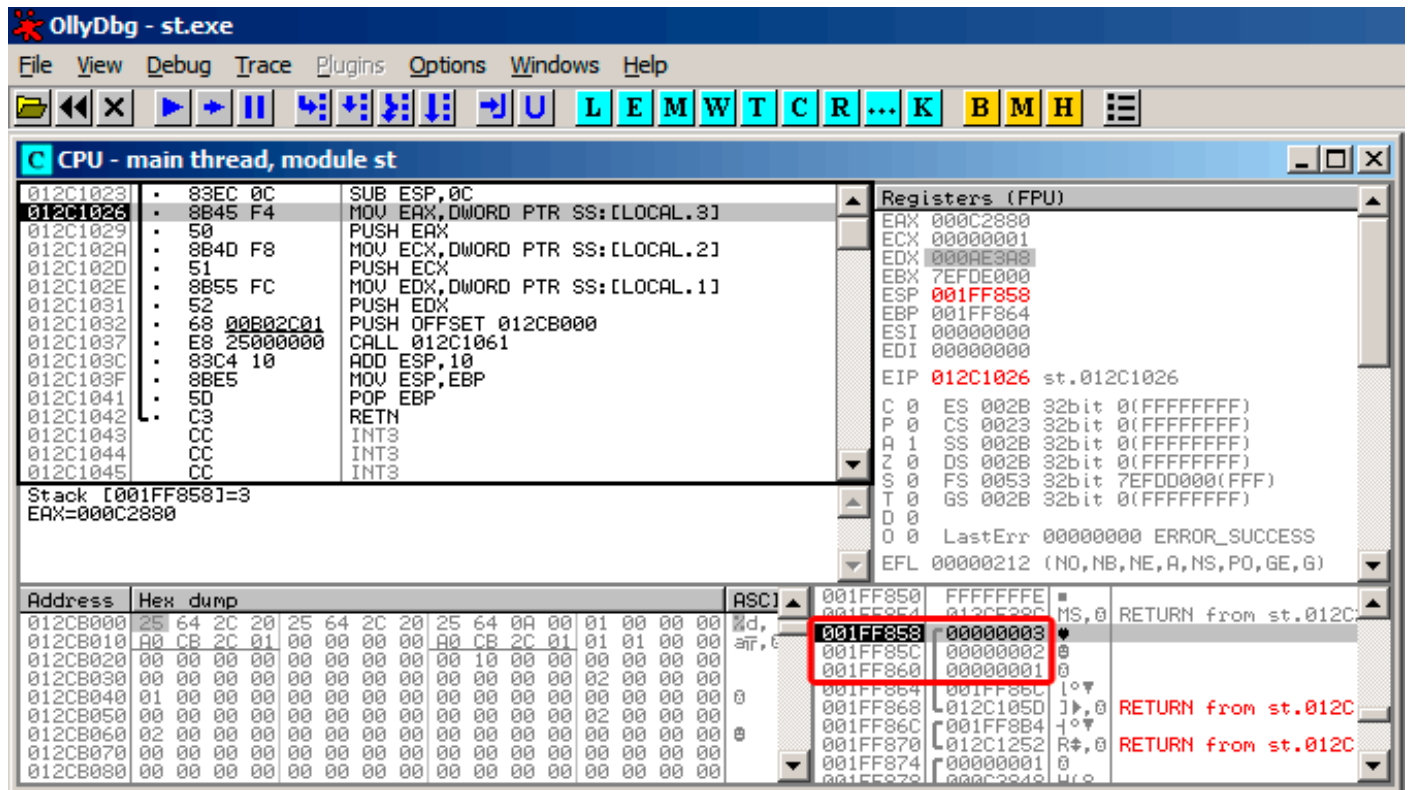 OllyDbg - st.exe
File View Debug Trace Plugins Options Windows Help
L E M W T C R ... K B M H
C CPU - main thread, module st
012C1023 · 83EC 0C SUB ESP,0C
012C1026 · 8B45 F4 MOV EAX,DWORD PTR SS:[LOCAL.3]
012C1029 · 50 PUSH EAX
012C102A · 8B4D F8 MOV ECX,DWORD PTR SS:[LOCAL.2]
012C102D · 51 PUSH ECX
012C102E · 8B55 FC MOV EDX,DWORD PTR SS:[LOCAL.1]
012C1031 · 52 PUSH EDX
012C1032 · 68 00B02C01 PUSH OFFSET 012CB000
012C1037 · E8 25000000 CALL 012C1061
012C103C · 83C4 10 ADD ESP,10
012C103F · 8BE5 MOV ESP,EBP
012C1041 · 5D POP EBP
012C1042 · C3 RETN
012C1043 CC INT3
012C1044 CC INT3
012C1045 CC INT3
Stack [001FF858]=3
EAX=000C2880
Registers (FPU)
EAX 000C2880
ECX 00000001
EDX 000AE3A8
EBX 7EFDE000
ESP 001FF858
EBP 001FF864
ESI 00000000
EDI 00000000
EIP 012C1026 st.012C1026
C 0 ES 002B 32bit 0(FFFFFFFF)
P 0 CS 0023 32bit 0(FFFFFFFF)
A 1 SS 002B 32bit 0(FFFFFFFF)
Z 0 DS 002B 32bit 0(FFFFFFFF)
S 0 FS 0053 32bit 7EFDD000(FFF)
T 0 GS 002B 32bit 0(FFFFFFFF)
D 0
O 0 LastErr 00000000 ERROR_SUCCESS
EFL 00000212 (NO,NB,NE,A,NS,PO,GE,G)
Address Hex dump ASCI
012CB000 25 64 2C 20 25 64 2C 20 25 64 0A 00 01 00 00 00 %d,
012CB010 A0 CB 2C 01 00 00 00 00 A0 CB 2C 01 01 01 00 00
012CB020 00 00 00 00 00 00 00 00 00 10 00 00 00 00 00 00
012CB030 00 00 00 00 00 00 00 00 00 00 00 00 02 00 00 00
012CB040 01 00 00 00 00 00 00 00 00 00 00 00 00 00 00 00
012CB050 00 00 00 00 00 00 00 00 00 00 00 00 02 00 00 00
012CB060 02 00 00 00 00 00 00 00 00 00 00 00 00 00 00 00
012CB070 00 00 00 00 00 00 00 00 00 00 00 00 00 00 00 00
012CB080 00 00 00 00 00 00 00 00 00 00 00 00 00 00 00 00
001FF850 FFFFFFFE
001FF854 RETURN from st.012C
001FF858 00000003
001FF85C 00000002
001FF860 00000001
001FF864 001FF86C
001FF868 012C105D RETURN from st.012C
001FF86C 001FF8B4
001FF870 012C1252 RETURN from st.012C
001FF874 00000001